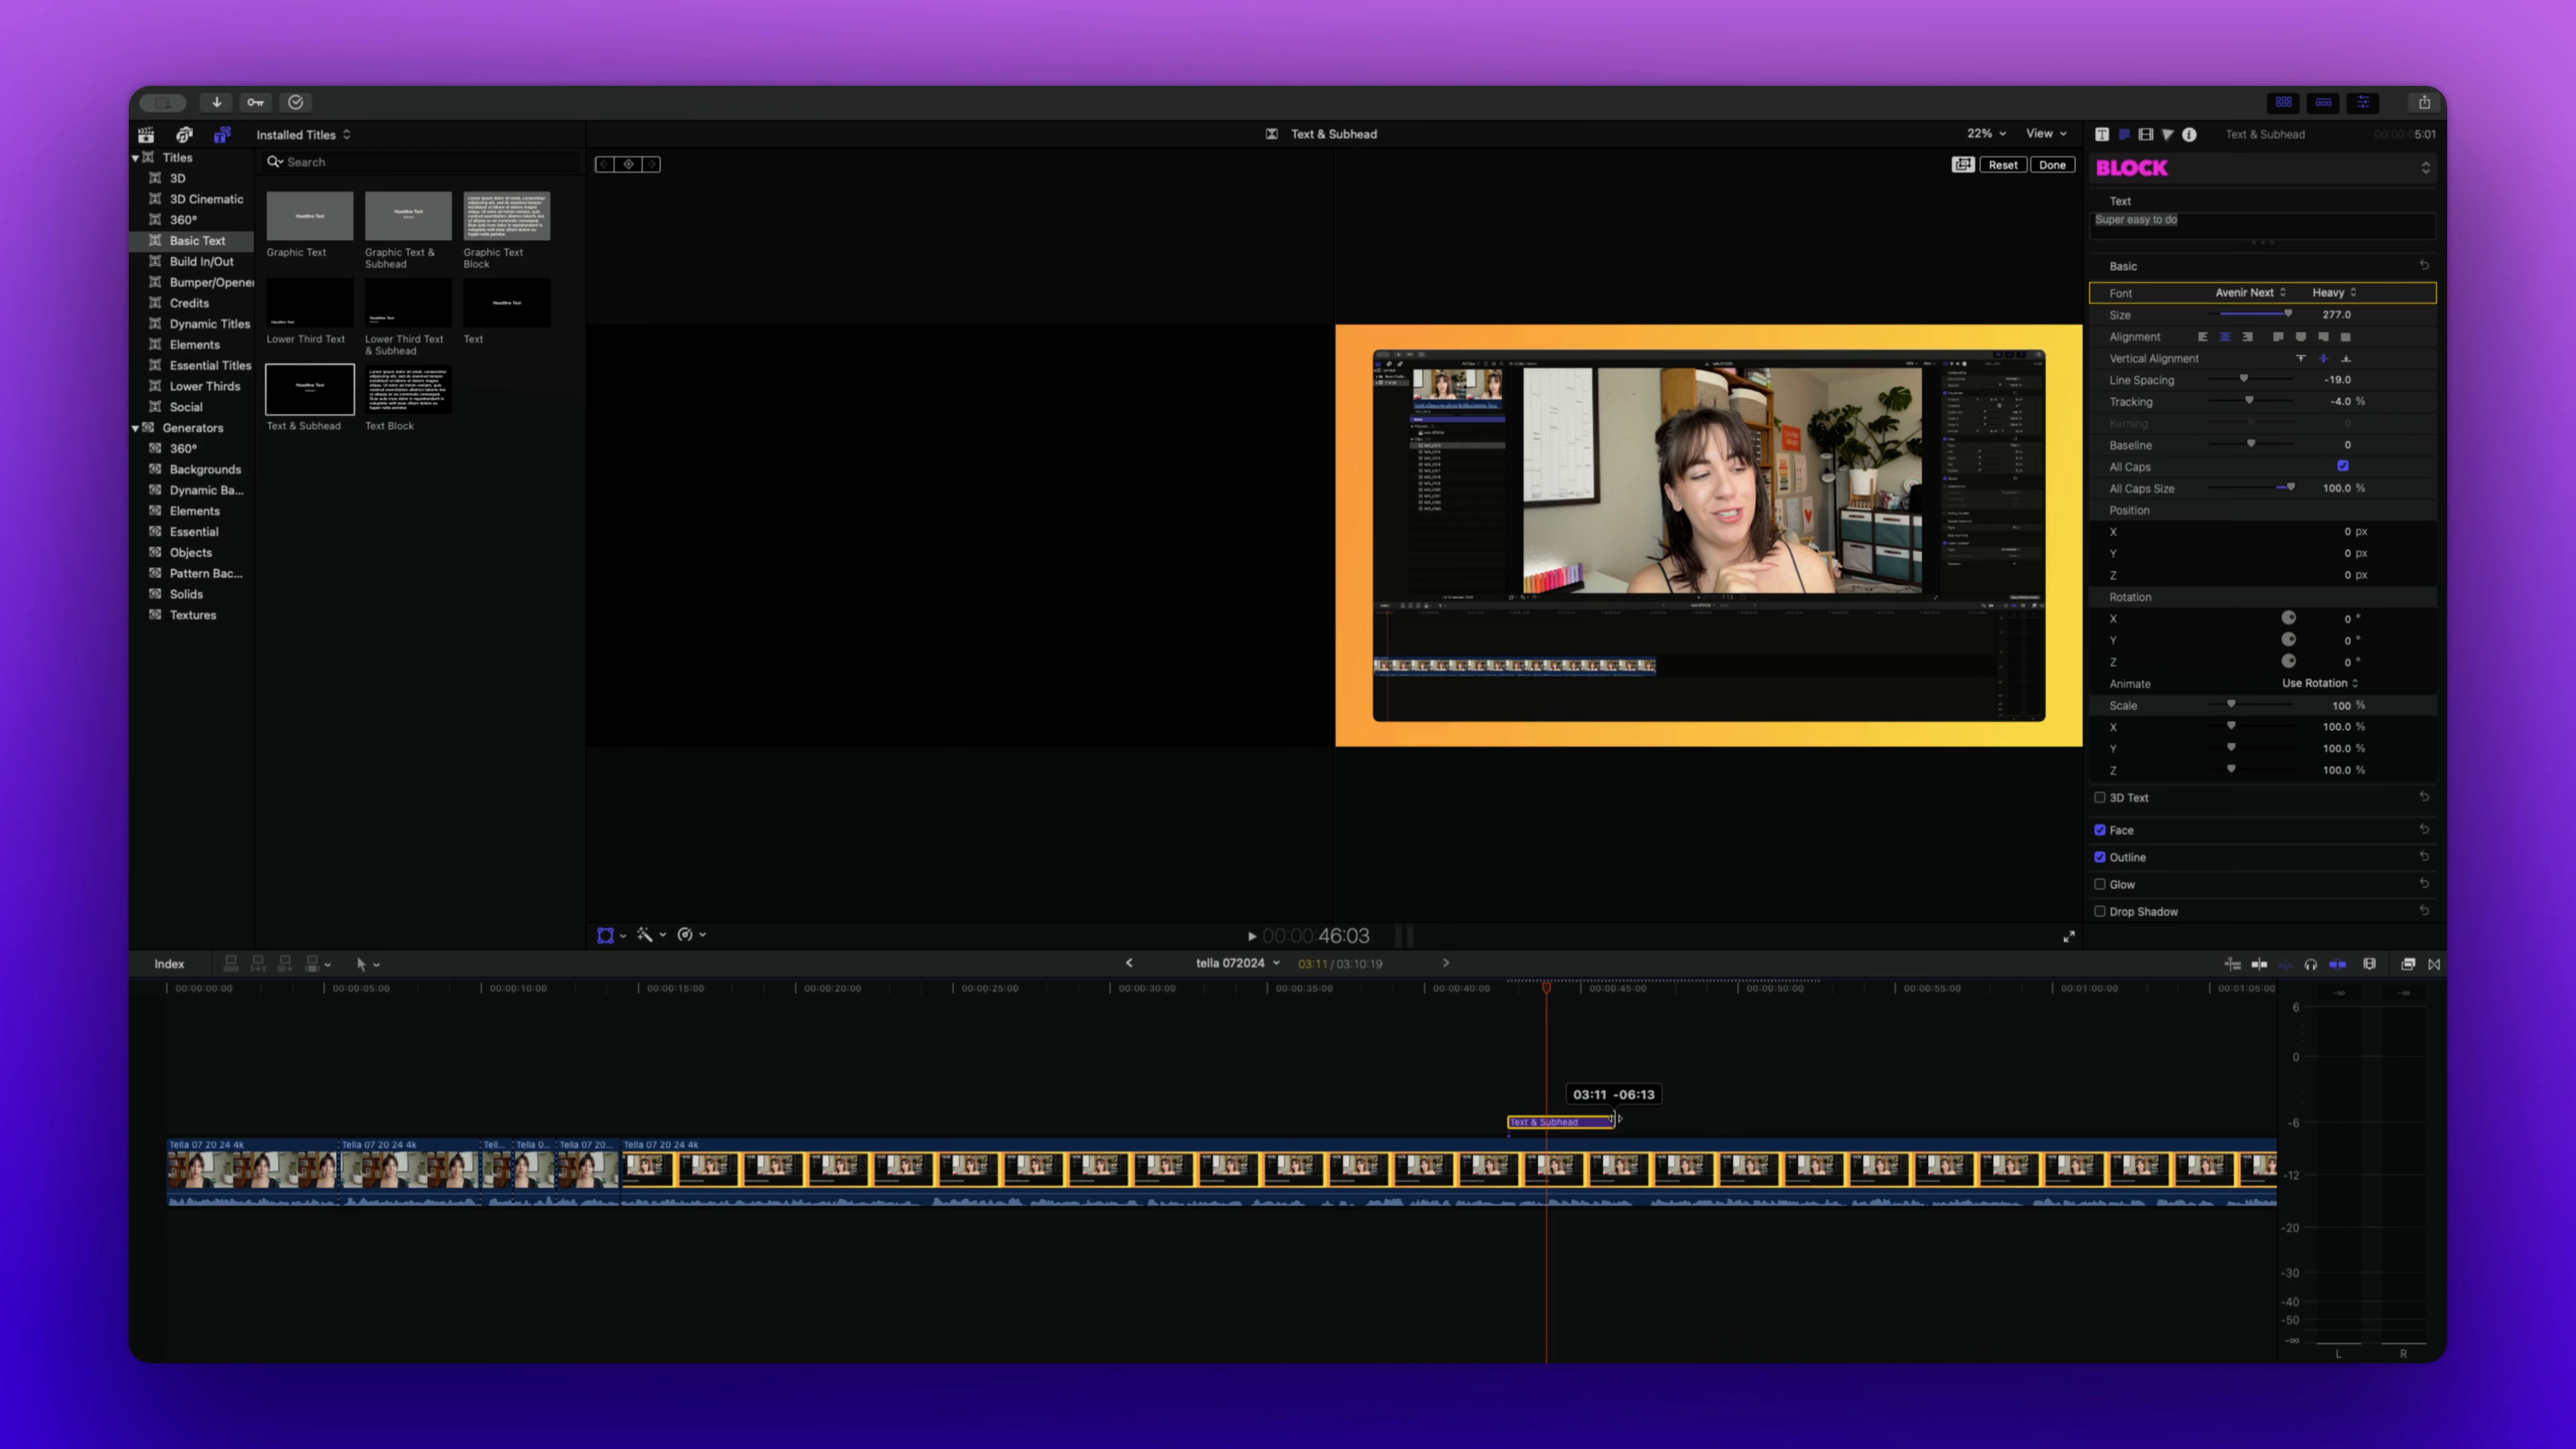 Installed Titles
Text & Subhead
22%
View
Text & Subhead
00:00:05:01
Titles
3D
3D Cinematic
360°
Basic Text
Build In/Out
Bumper/Opener
Credits
Dynamic Titles
Elements
Essential Titles
Lower Thirds
Social
Generators
360°
Backgrounds
Dynamic Ba...
Elements
Essential
Objects
Pattern Bac...
Solids
Textures
Search
Headline Text
Headline Text
Graphic Text
Graphic Text &
Subhead
Graphic Text
Block
Headline Text
Headline Text
Headline Text
Lower Third Text
Lower Third Text
& Subhead
Text
Headline Text
Text & Subhead
Text Block
Reset
Done
BLOCK
Text
Super easy to do
Basic
Font
Avenir Next
Heavy
Size
277.0
Alignment
Vertical Alignment
Line Spacing
-19.0
Tracking
-4.0 %
Kerning
0
Baseline
0
All Caps
All Caps Size
100.0 %
Position
X
0 px
Y
0 px
Z
0 px
Rotation
X
0 °
Y
0 °
Z
0 °
Animate
Use Rotation
Scale
100 %
X
100.0 %
Y
100.0 %
Z
100.0 %
3D Text
Face
Outline
Glow
Drop Shadow
00:00:46:03
Index
tella 072024
03:11 / 03:10:19
00:00:00:00
00:00:05:00
00:00:10:00
00:00:15:00
00:00:20:00
00:00:25:00
00:00:30:00
00:00:35:00
00:00:40:00
00:00:45:00
00:00:50:00
00:00:55:00
00:01:00:00
00:01:05:00
03:11 -06:13
Text & Subhead
Tella 07 20 24 4k
Tella 07 20 24 4k
Tell...
Tella 0...
Tella 07 20...
Tella 07 20 24 4k
-∞
-∞
6
0
-6
-12
-20
-30
-40
-50
-∞
L
R